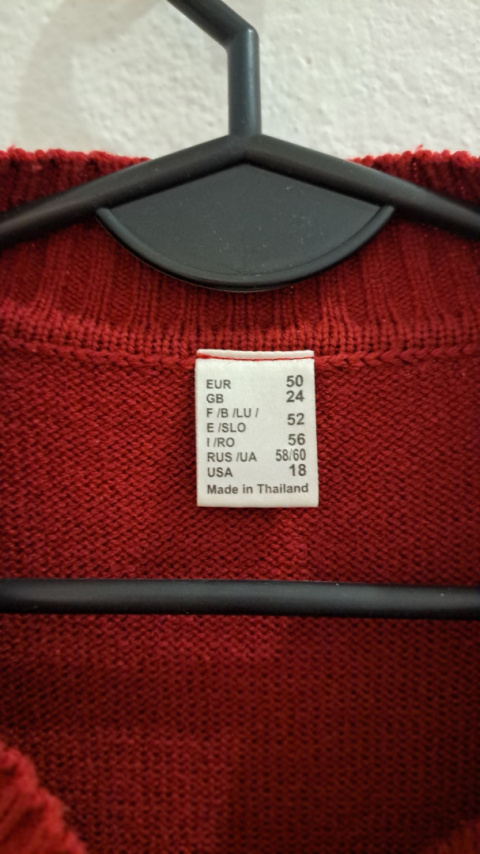 EUR 50
GB 24
F /B /LU /
E /SLO 52
I /RO 56
RUS /UA 58/60
USA 18
Made in Thailand